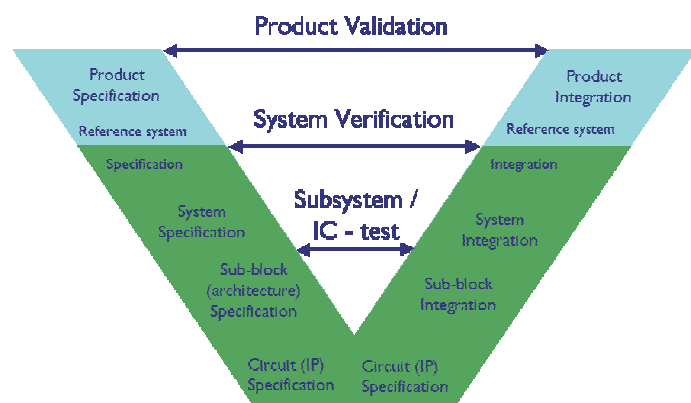 Product Validation
Product
Specification
Reference system
Product
Integration
Reference system
System Verification
Specification
Integration
Subsystem /
IC - test
System
Specification
System
Integration
Sub-block
(architecture)
Specification
Sub-block
Integration
Circuit (IP)
Specification
Circuit (IP)
Specification